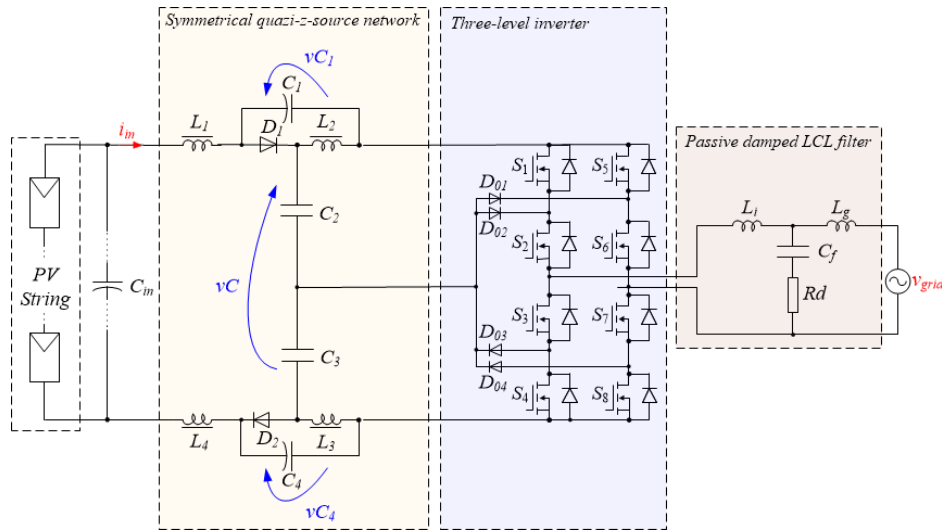 Symmetrical quazi-z-source network
Three-level inverter
Passive damped LCL filter
vC1
C1
iin
L1
D1
L2
S1
S5
D01
D02
C2
S2
S6
Li
Lg
Cf
PV
String
Cin
vC
Rd
vgrid
S3
S7
C3
D03
D04
S4
S8
L4
D2
L3
C4
vC4